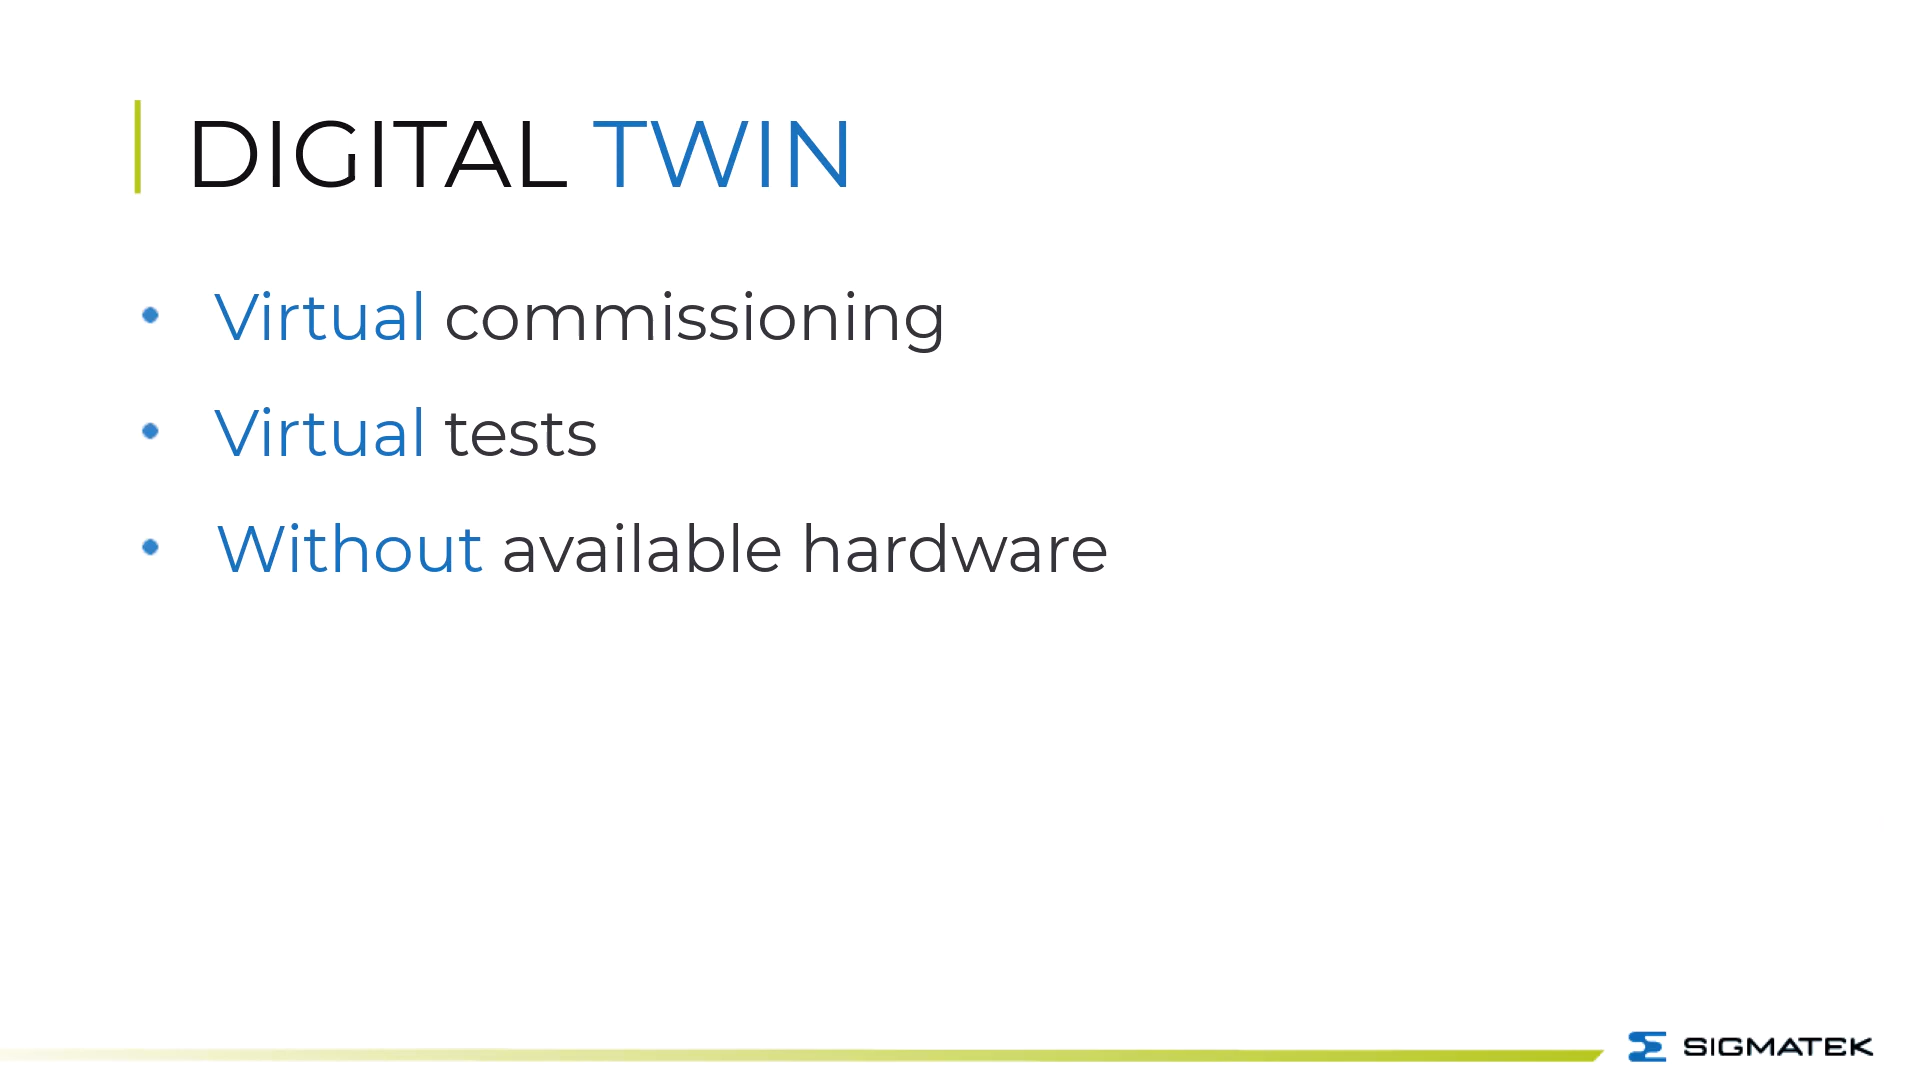 DIGITAL TWIN
• Virtual commissioning
• Virtual tests
• Without available hardware
SIGMATEK